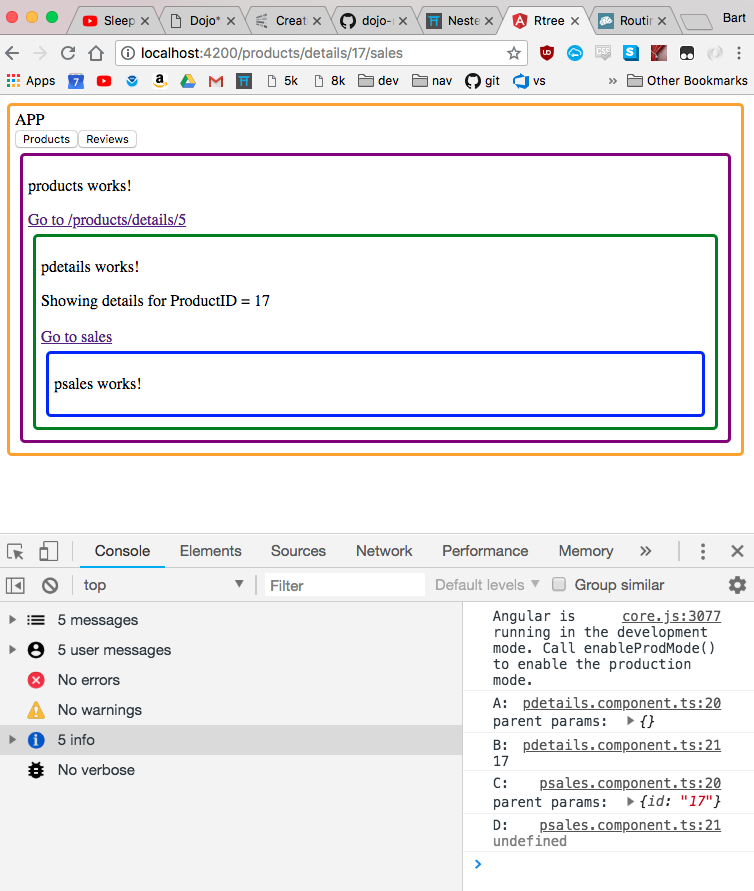 Sleep
Dojo*
Creat
dojo-
Neste
Rtree
Routin
Bart
localhost:4200/products/details/17/sales
UD
DSE
S
Apps
7
a
M
5k
8k
dev
nav
git
vs
»
Other Bookmarks
APP
Products
Reviews
products works!
Go to /products/details/5
pdetails works!
Showing details for ProductID = 17
Go to sales
psales works!
Console
Elements
Sources
Network
Performance
Memory
»
top
Filter
Default levels
Group similar
5 messages
5 user messages
No errors
No warnings
5 info
No verbose
Angular is core.js:3077
running in the development
mode. Call enableProdMode()
to enable the production
mode.
A: pdetails.component.ts:20
parent params: {}
B: pdetails.component.ts:21
17
C: psales.component.ts:20
parent params: {id: "17"}
D: psales.component.ts:21
undefined